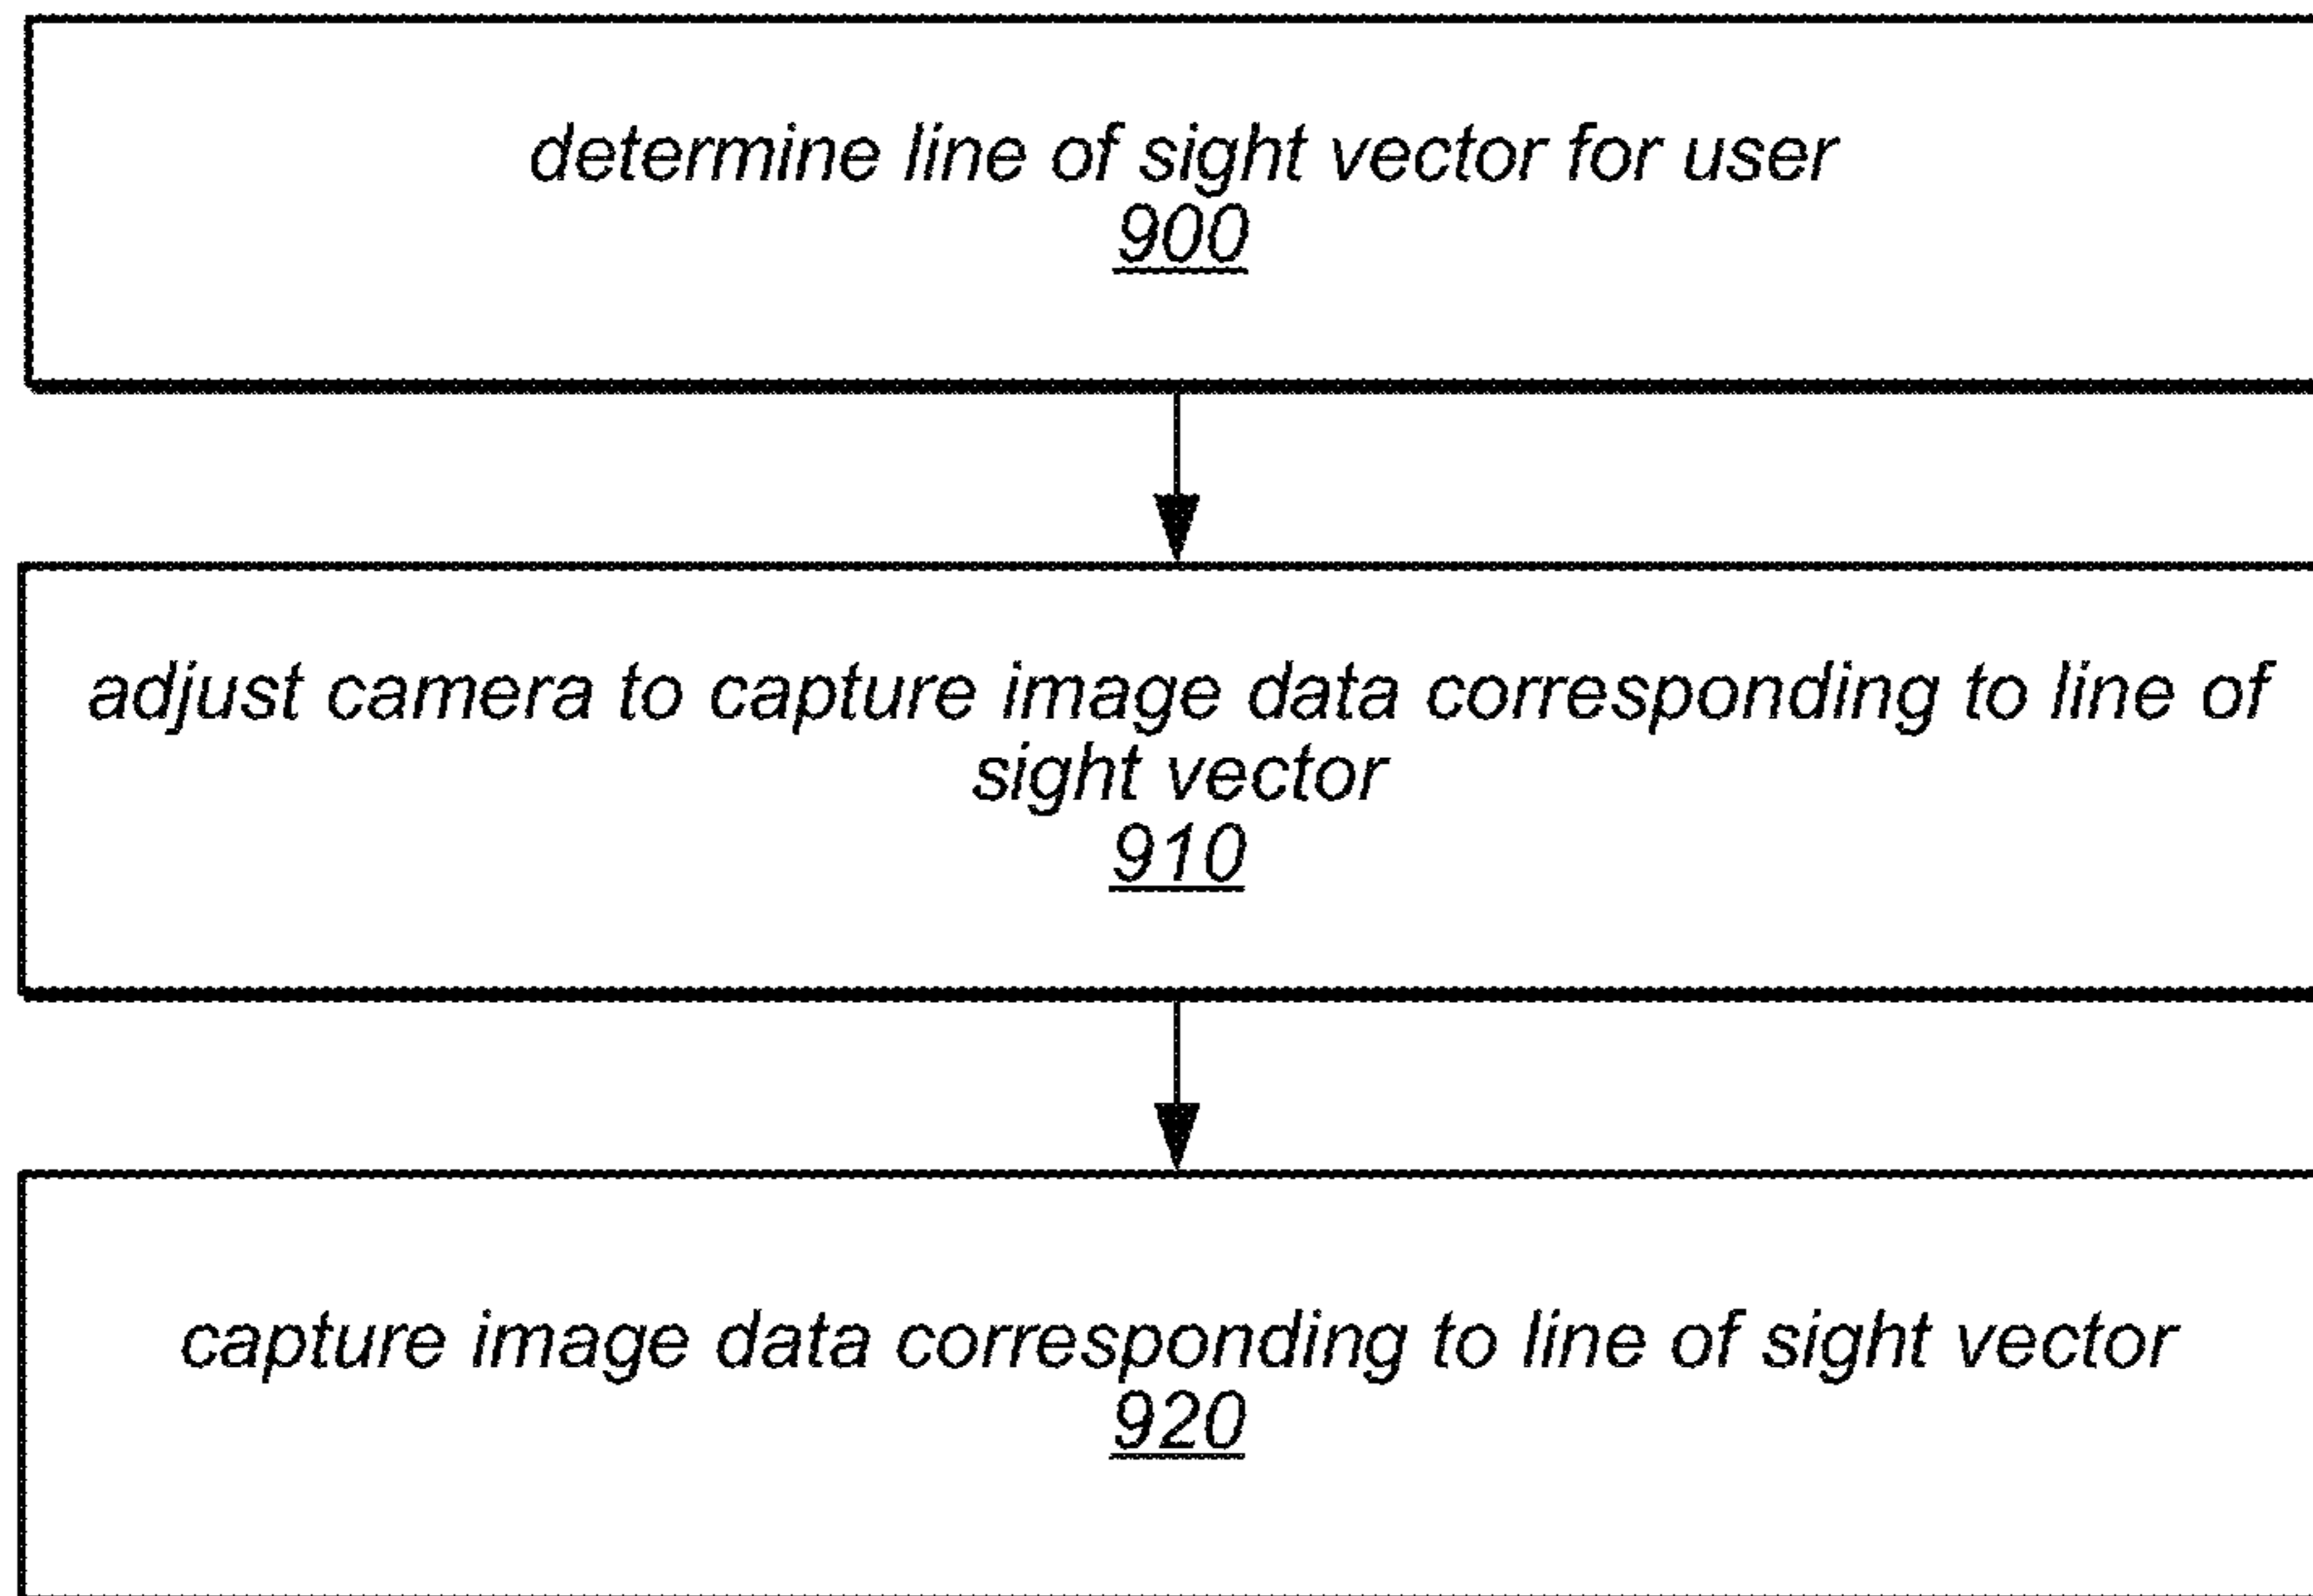 determine line of sight vector for user
900
adjust camera to capture image data corresponding to line of
sight vector
910
capture image data corresponding to line of sight vector
920